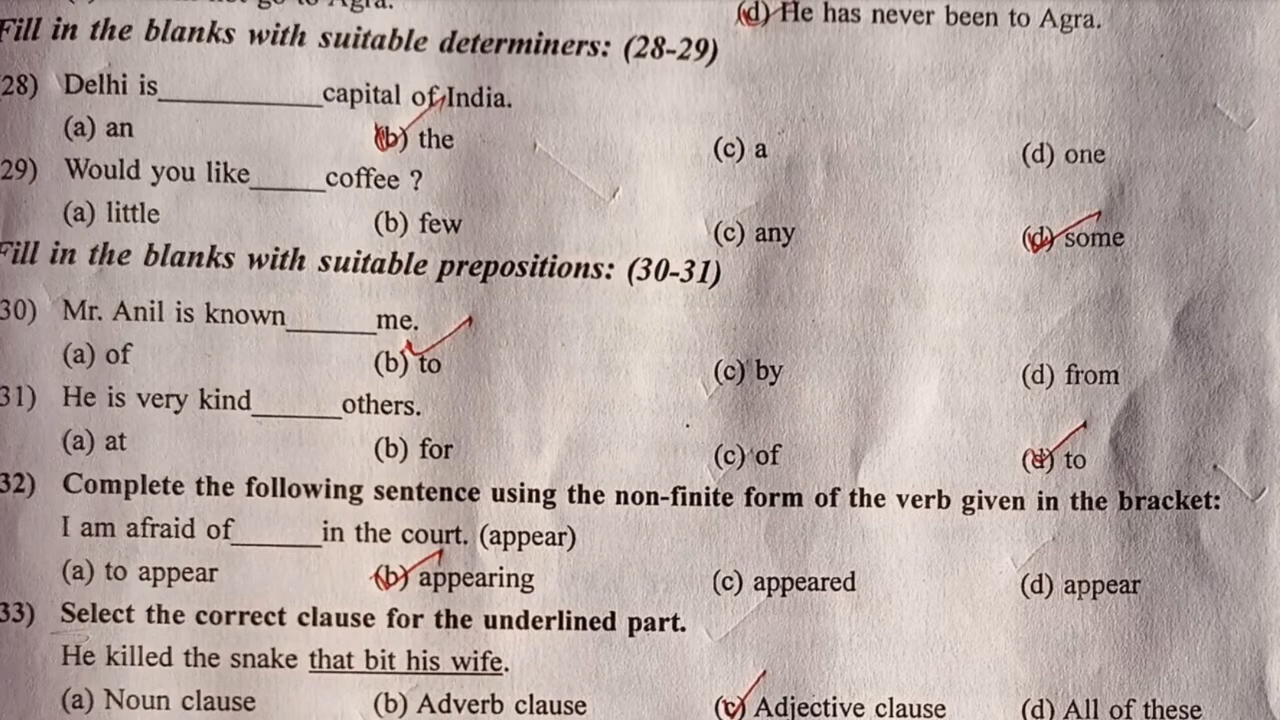 (d) He has never been to Agra.
Fill in the blanks with suitable determiners: (28-29)
28) Delhi is____________capital of India.
(a) an (b) the (c) a (d) one
29) Would you like_____coffee ?
(a) little (b) few (c) any (d) some
Fill in the blanks with suitable prepositions: (30-31)
30) Mr. Anil is known______me.
(a) of (b) to (c) by (d) from
31) He is very kind______others.
(a) at (b) for (c) of (d) to
32) Complete the following sentence using the non-finite form of the verb given in the bracket:
I am afraid of______in the court. (appear)
(a) to appear (b) appearing (c) appeared (d) appear
33) Select the correct clause for the underlined part.
He killed the snake that bit his wife.
(a) Noun clause (b) Adverb clause (c) Adjective clause (d) All of these